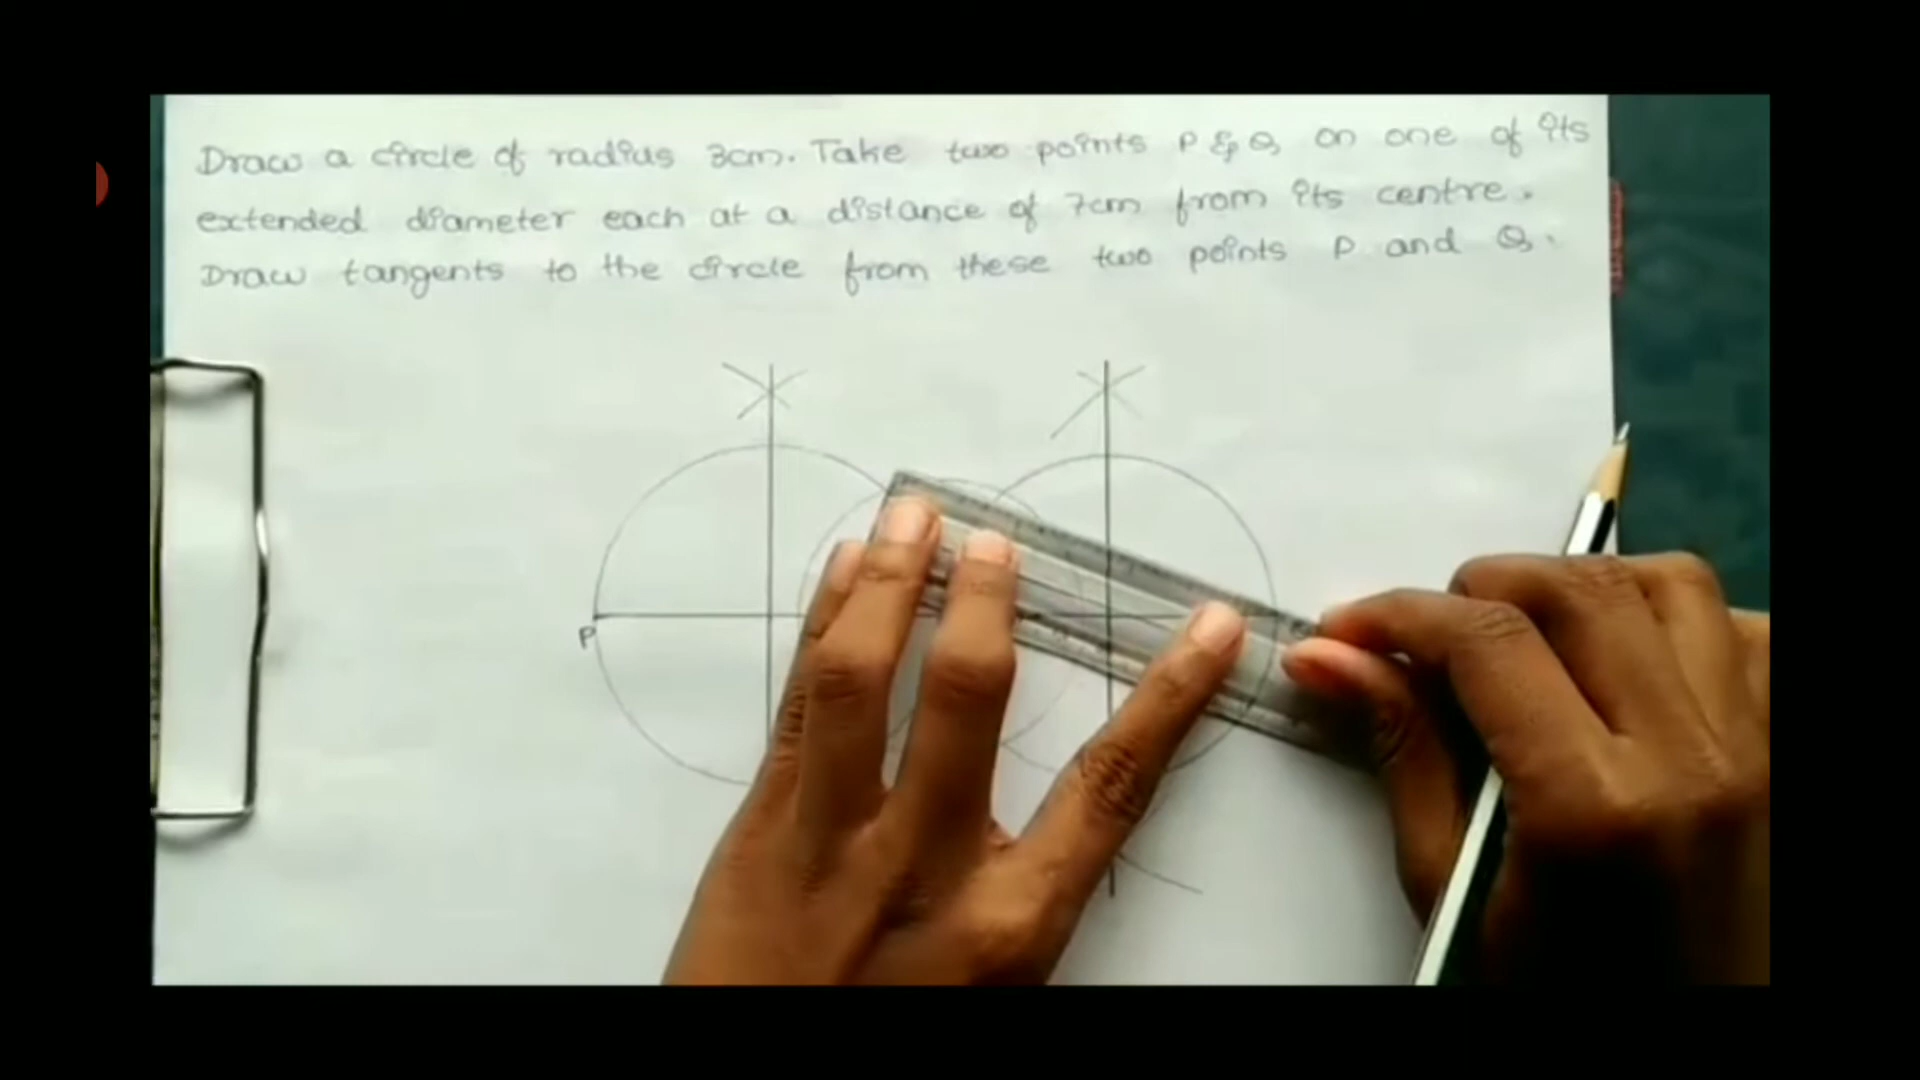 Draw a circle of radius 3cm. Take two points P & Q on one of its
extended diameter each at a distance of 7cm from its centre.
Draw tangents to the circle from these two points P and Q.
P